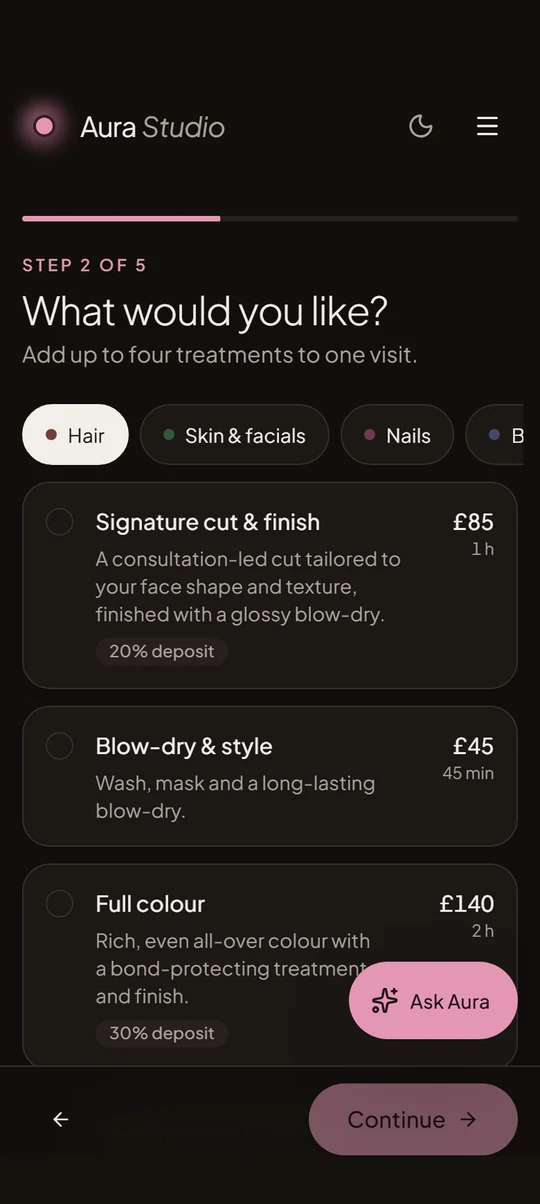 Aura Studio
STEP 2 OF 5
What would you like?
Add up to four treatments to one visit.
Hair
Skin & facials
Nails
B
Signature cut & finish
£85
1 h
A consultation-led cut tailored to
your face shape and texture,
finished with a glossy blow-dry.
20% deposit
Blow-dry & style
£45
45 min
Wash, mask and a long-lasting
blow-dry.
Full colour
£140
2 h
Rich, even all-over colour with
a bond-protecting treatment
and finish.
30% deposit
Ask Aura
Continue